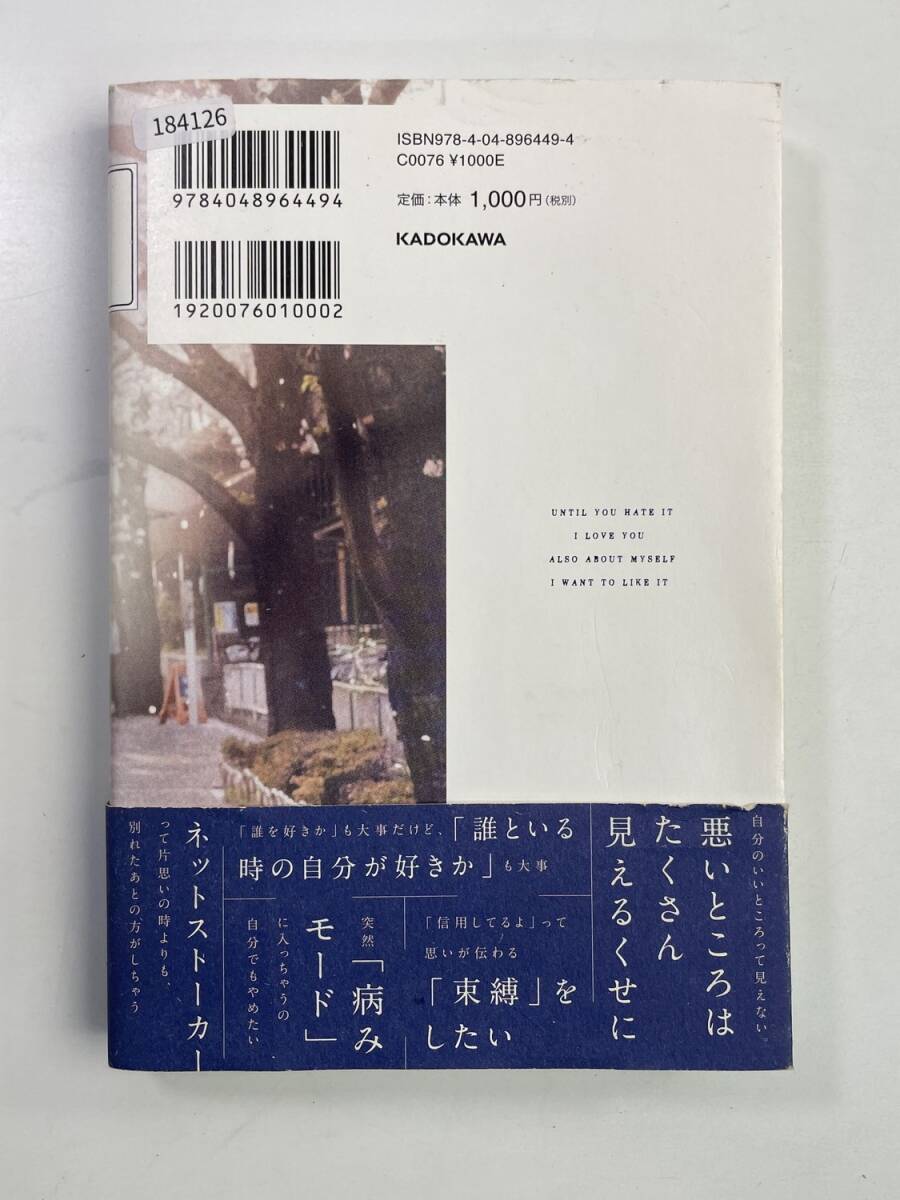 184126
9784048964494
1920076010002
ISBN978-4-04-896449-4
C0076 ¥1000E
定価:本体 1,000円(税別)
KADOKAWA
UNTIL YOU HATE IT
I LOVE YOU
ALSO ABOUT MYSELF
I WANT TO LIKE IT
自分のいいところって見えない。
悪いところは
たくさん
見えるくせに
「誰を好きか」も大事だけど、「誰といる
時の自分が好きか」も大事
「信用してるよ」って
思いが伝わる
「束縛」を
したい
突然「病み
モード」
に入っちゃうの
自分でもやめたい
ネットストーカー
って片思いの時よりも、
別れたあとの方がしちゃう